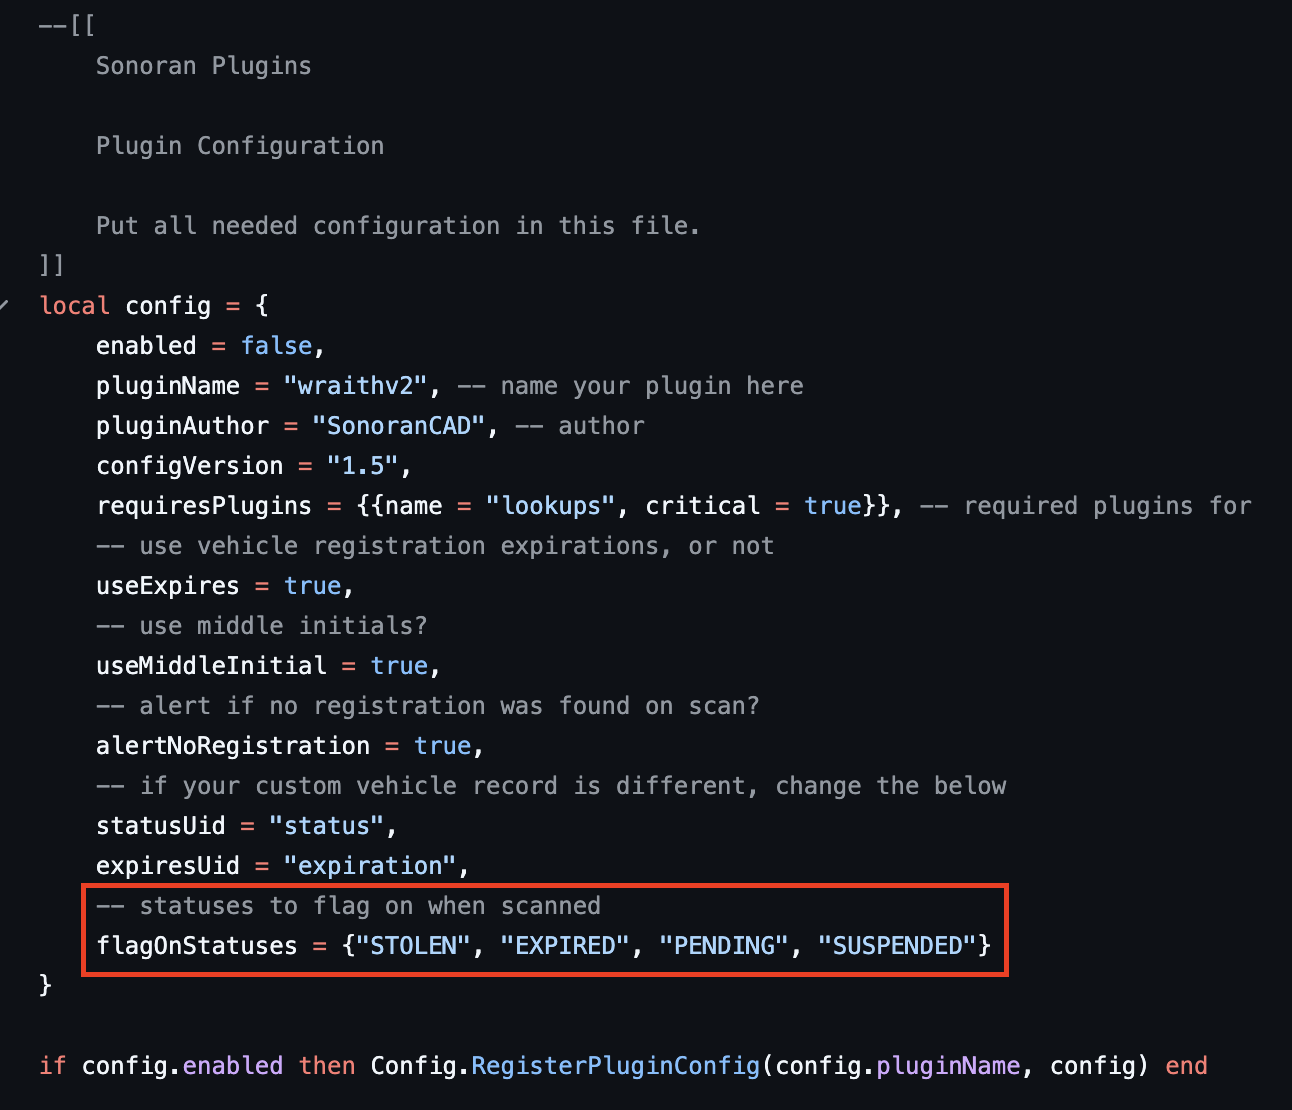 --[[
Sonoran Plugins
Plugin Configuration
Put all needed configuration in this file.
]]
local config = {
enabled = false,
pluginName = "wraithv2", -- name your plugin here
pluginAuthor = "SonoranCAD", -- author
configVersion = "1.5",
requiresPlugins = {{name = "lookups", critical = true}}, -- required plugins for
-- use vehicle registration expirations, or not
useExpires = true,
-- use middle initials?
useMiddleInitial = true,
-- alert if no registration was found on scan?
alertNoRegistration = true,
-- if your custom vehicle record is different, change the below
statusUid = "status",
expiresUid = "expiration",
-- statuses to flag on when scanned
flagOnStatuses = {"STOLEN", "EXPIRED", "PENDING", "SUSPENDED"}
}
if config.enabled then Config.RegisterPluginConfig(config.pluginName, config) end